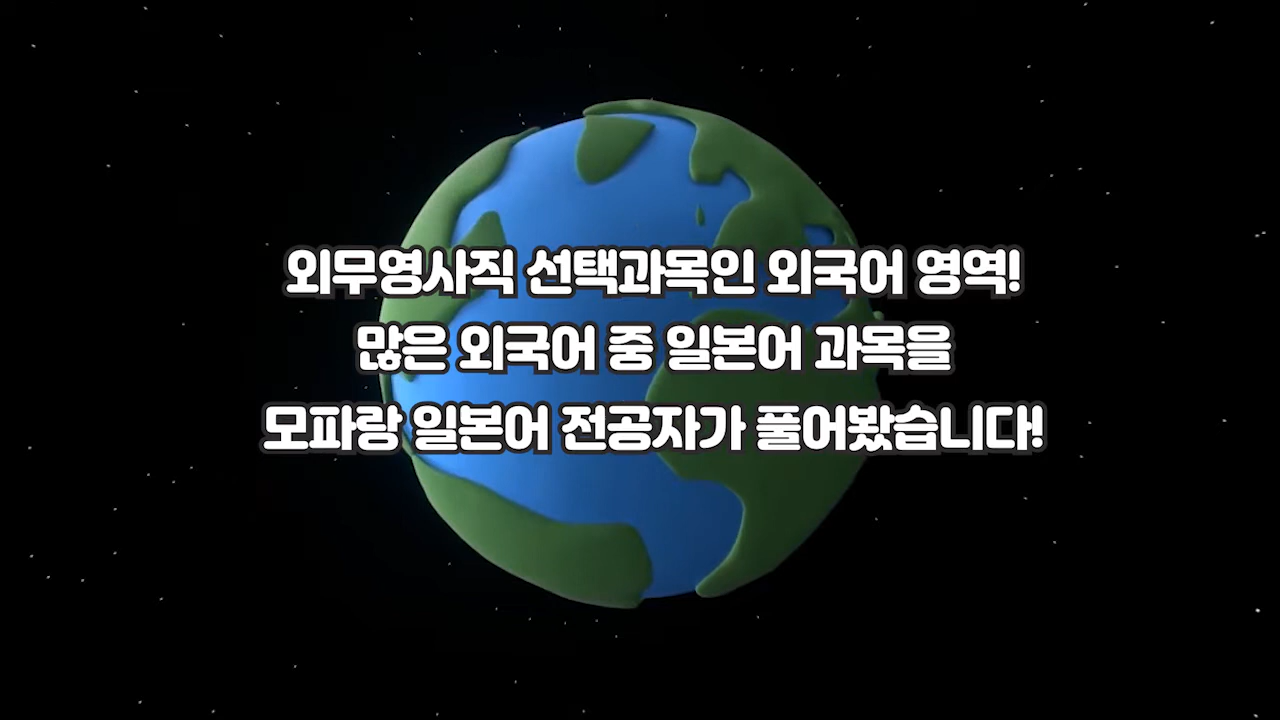 외무영사직 선택과목인 외국어 영역!
많은 외국어 중 일본어 과목을
모파랑 일본어 전공자가 풀어봤습니다!